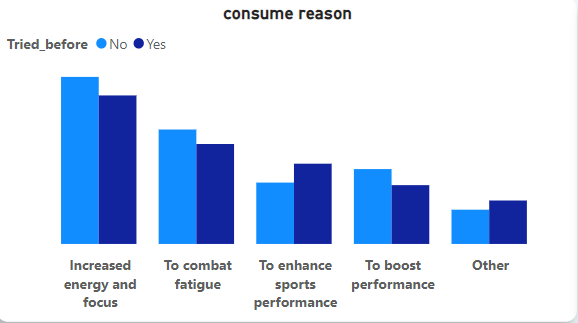 consume reason
Tried_before No Yes
Increased
energy and
focus
To combat
fatigue
To enhance
sports
performance
To boost
performance
Other